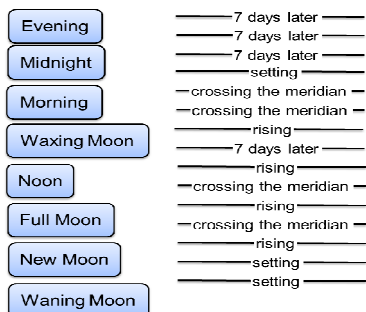 Evening
Midnight
Morning
Waxing Moon
Noon
Full Moon
New Moon
Waning Moon
7 days later
7 days later
7 days later
setting
crossing the meridian
crossing the meridian
rising
7 days later
rising
crossing the meridian
rising
crossing the meridian
rising
setting
setting